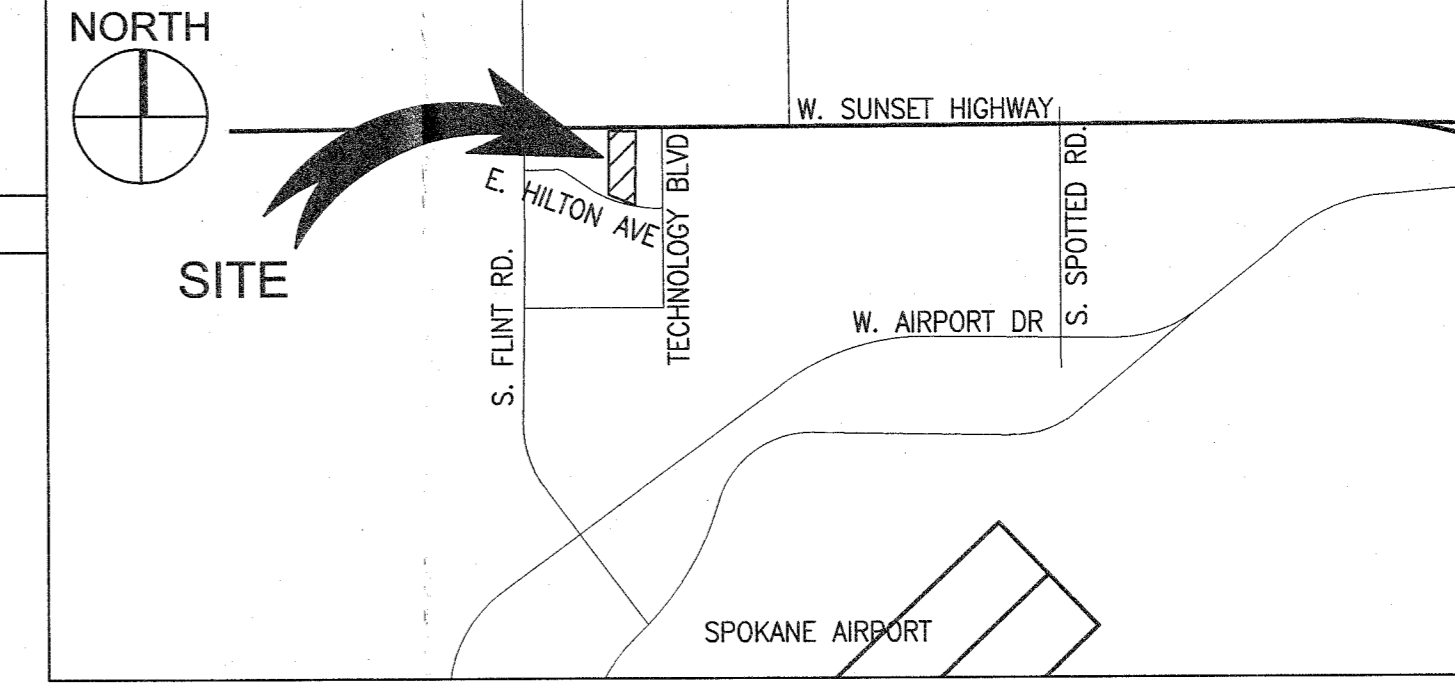 NORTH
W. SUNSET HIGHWAY
E. HILTON AVE
TECHNOLOGY BLVD
S. SPOTTED RD.
SITE
S. FLINT RD.
W. AIRPORT DR
SPOKANE AIRPORT